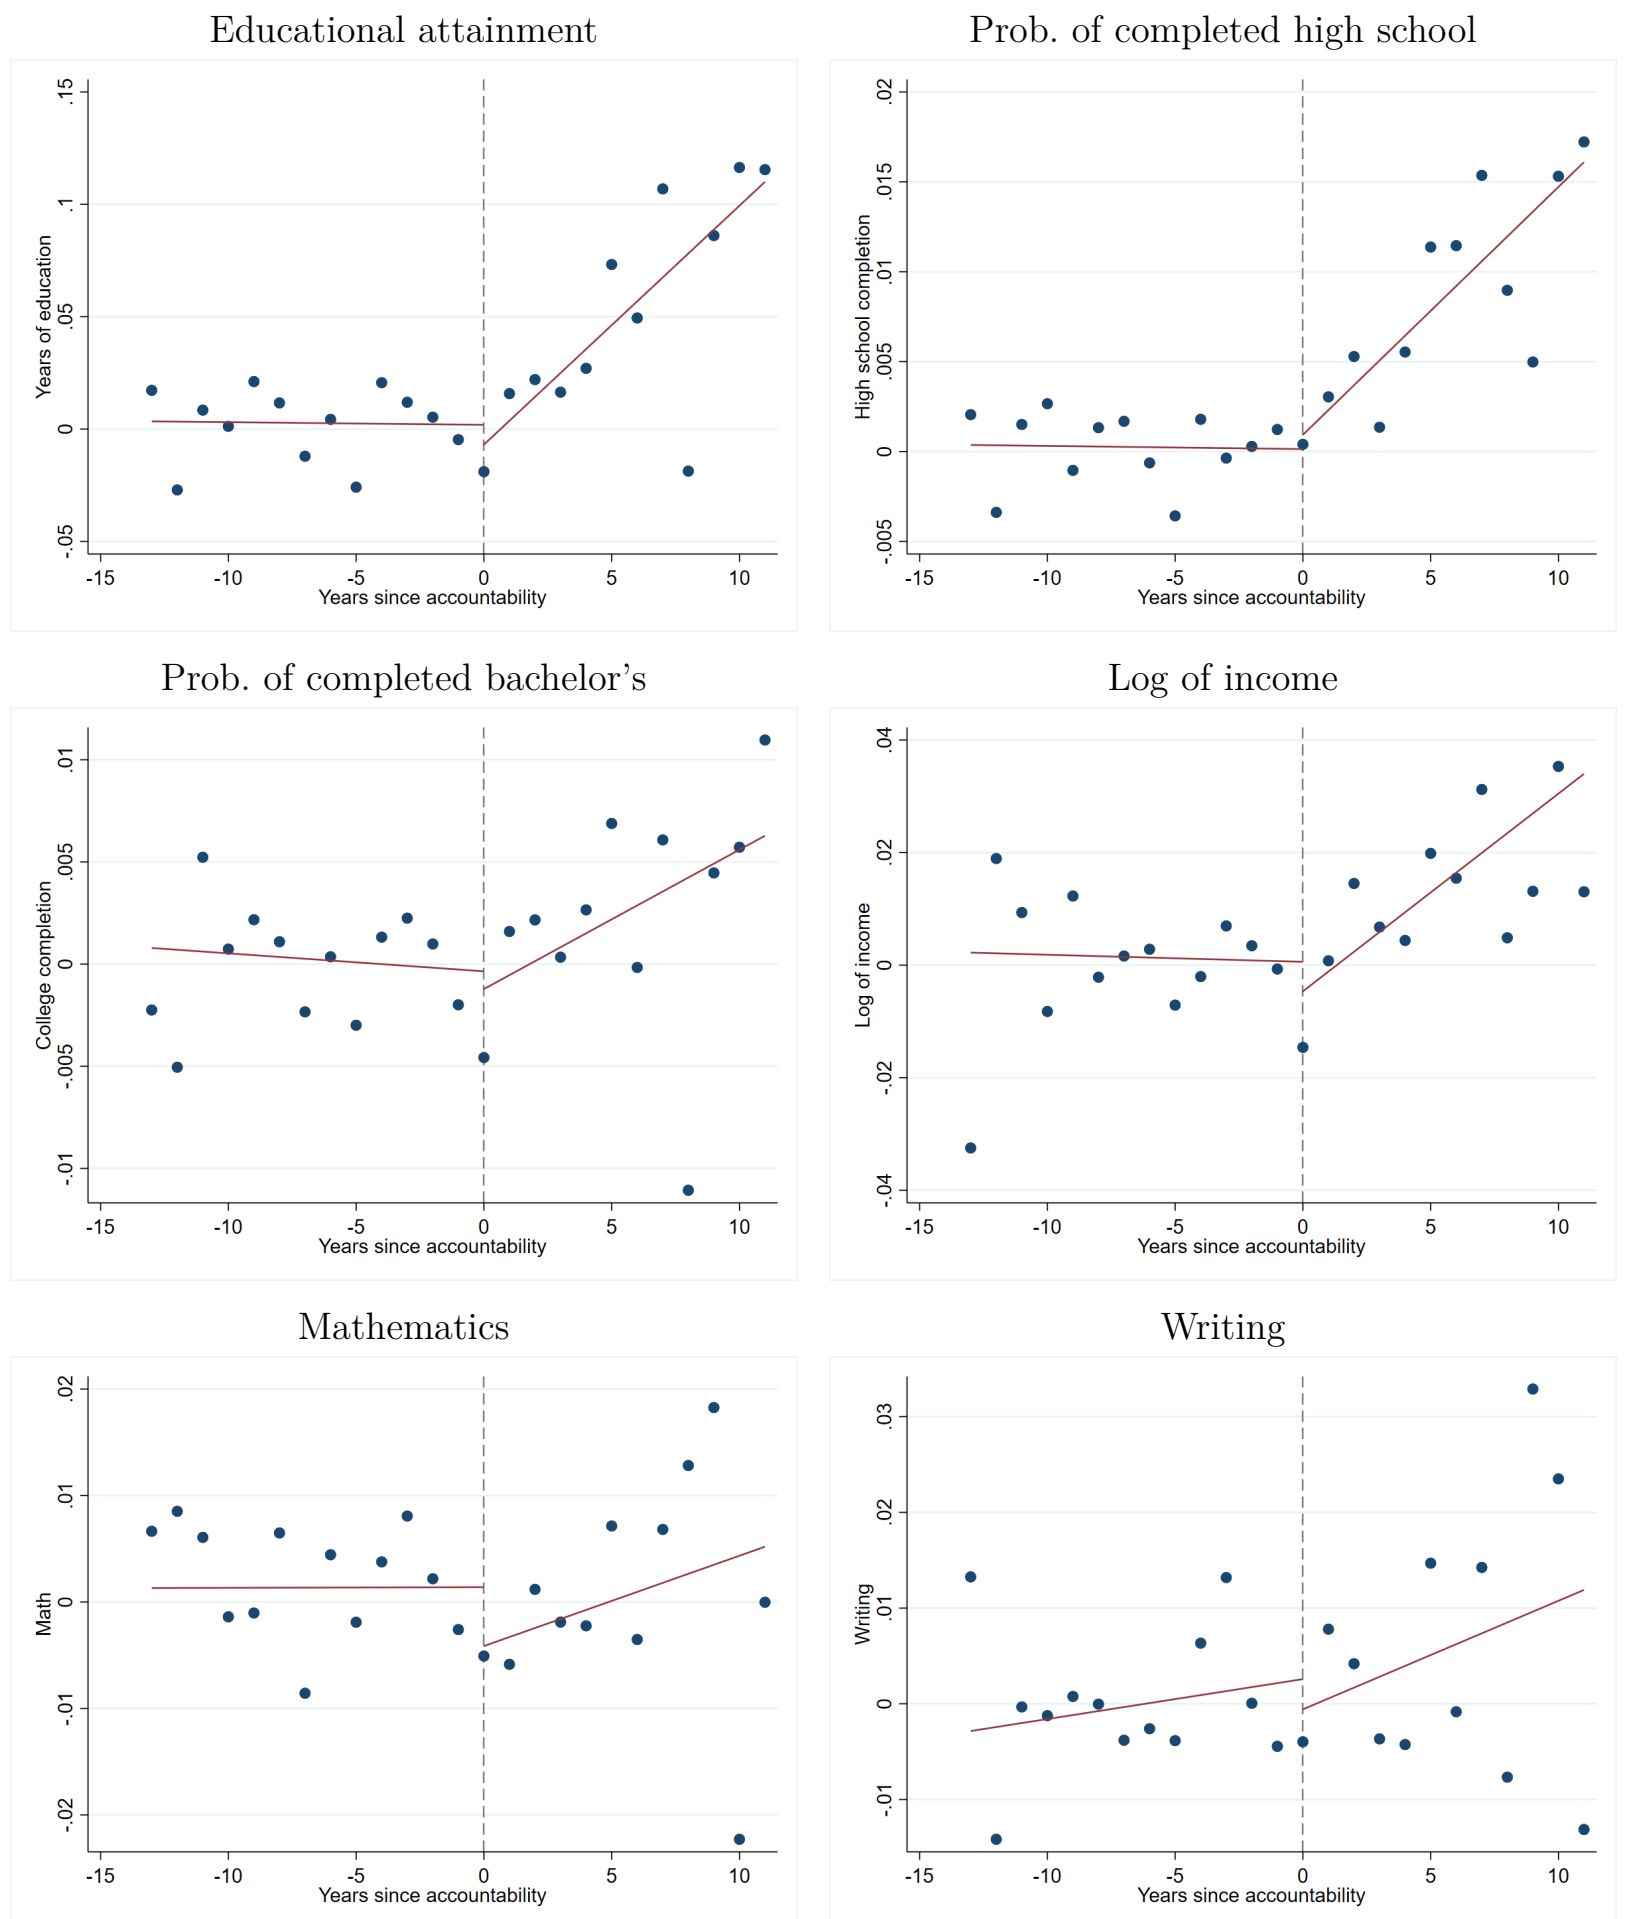 Educational attainment
Years of education
.15
.1
.05
0
-.05
-15 -10 -5 0 5 10
Years since accountability
Prob. of completed high school
High school completion
.02
.015
.01
.005
0
-.005
-15 -10 -5 0 5 10
Years since accountability
Prob. of completed bachelor's
College completion
.01
.005
0
-.005
-.01
-15 -10 -5 0 5 10
Years since accountability
Log of income
Log of income
.04
.02
0
-.02
-.04
-15 -10 -5 0 5 10
Years since accountability
Mathematics
Math
.02
.01
0
-.01
-.02
-15 -10 -5 0 5 10
Years since accountability
Writing
Writing
.03
.02
.01
0
-.01
-15 -10 -5 0 5 10
Years since accountability